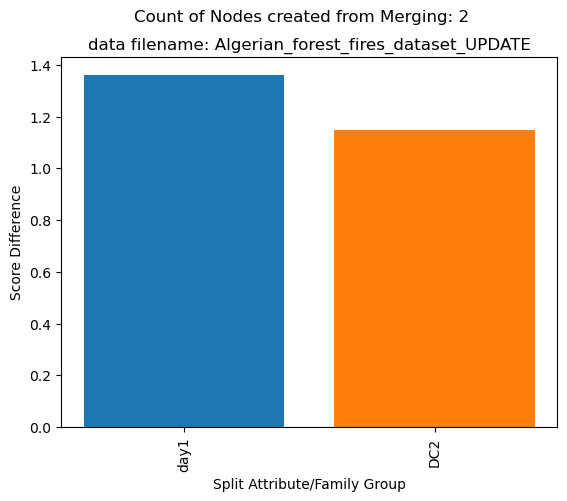 Count of Nodes created from Merging: 2
data filename: Algerian_forest_fires_dataset_UPDATE
1.4
1.2
1.0
0.8
0.6
0.4
0.2
0.0
Score Difference
day1
DC2
Split Attribute/Family Group